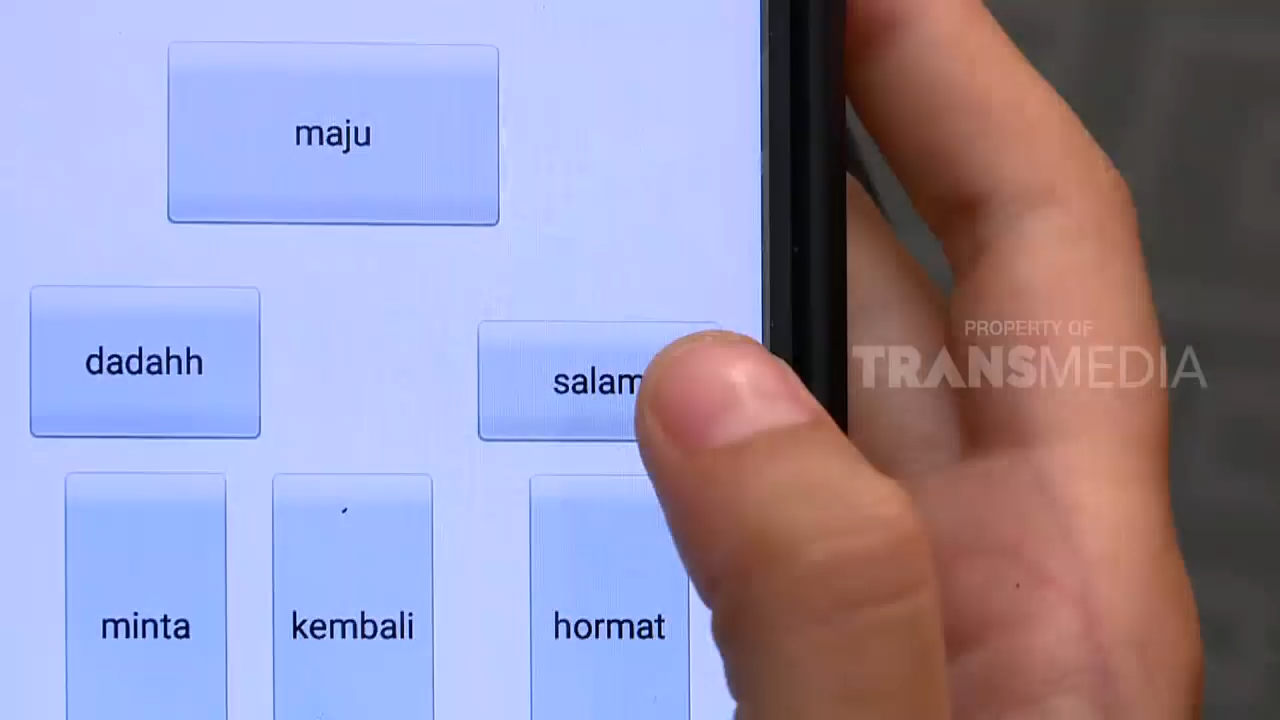 maju
dadahh
salam
minta
kembali
hormat
PROPERTY OF
TRANSMEDIA